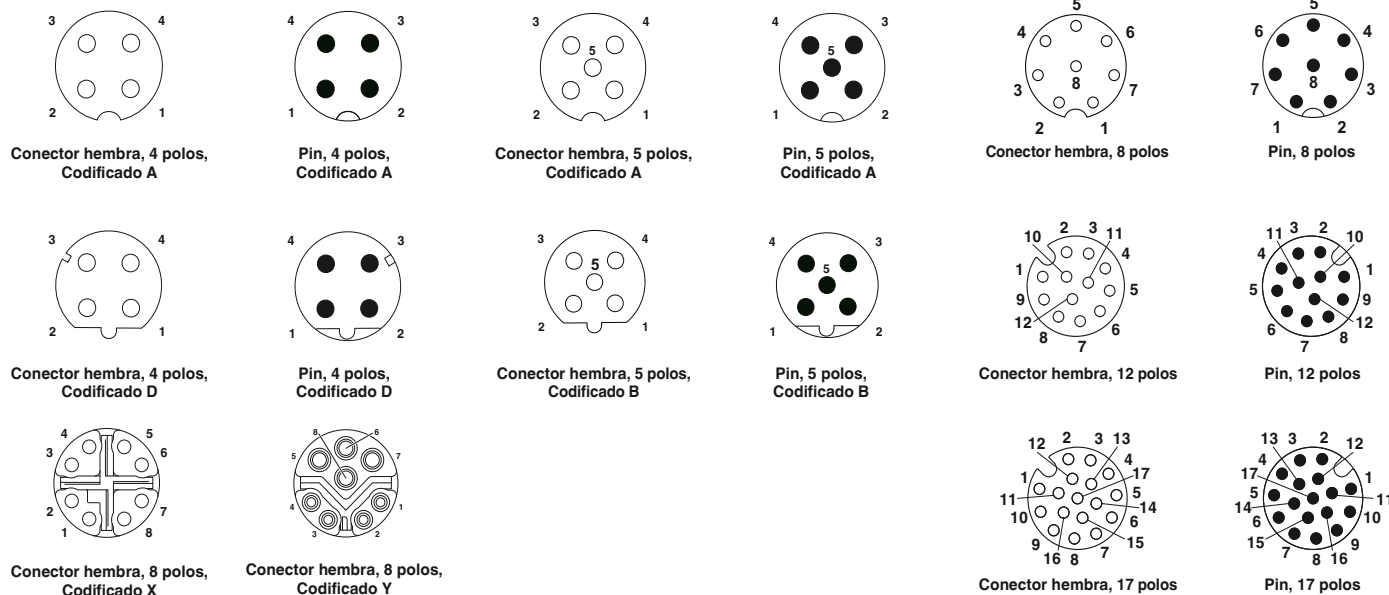 3 4
2 1
Conector hembra, 4 polos,
Codificado A
4 3
1 2
Pin, 4 polos,
Codificado A
3 4
5
2 1
Conector hembra, 5 polos,
Codificado A
4 3
5
1 2
Pin, 5 polos,
Codificado A
5
4 6
3 8 7
2 1
Conector hembra, 8 polos
5
6 4
7 8 3
1 2
Pin, 8 polos
3 4
2 1
Conector hembra, 4 polos,
Codificado D
4 3
1 2
Pin, 4 polos,
Codificado D
3 4
5
2 1
Conector hembra, 5 polos,
Codificado B
4 3
5
1 2
Pin, 5 polos,
Codificado B
10 2 3 11
4
1 5
9
12 6
8 7
Conector hembra, 12 polos
11 3 2 10
4
1
5 9
6 12
7 8
Pin, 12 polos
4 5
3 6
2 7
1 8
Conector hembra, 8 polos,
Codificado X
8 6
5 7
4 1
3 2
Conector hembra, 8 polos,
Codificado Y
12 2 3 13
4
1 17
11 5
14
10 6
9 15
16 8 7
Conector hembra, 17 polos
13 3 2 12
4
17 1
5 11
14
6 10
15 9
7 8 16
Pin, 17 polos